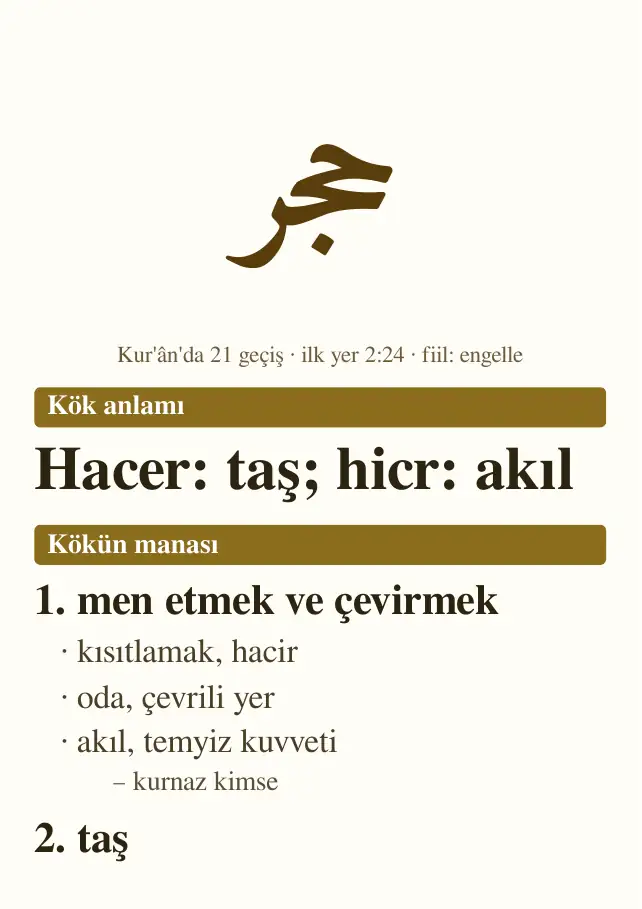 حجر
Kur'ân'da 21 geçiş · ilk yer 2:24 · fiil: engelle
Kök anlamı
Hacer: taş; hicr: akıl
Kökün manası
1. men etmek ve çevirmek
· kısıtlamak, hacir
· oda, çevrili yer
· akıl, temyiz kuvveti
– kurnaz kimse
2. taş